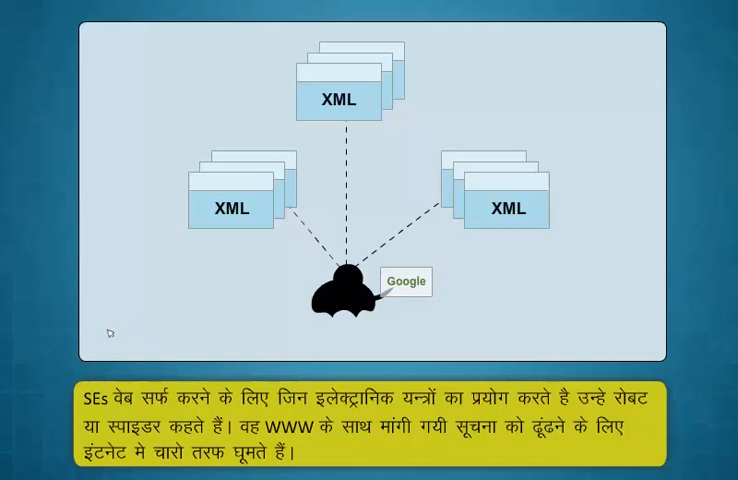 XML
XML
XML
Google
SEs वेब सर्फ करने के लिए जिन इलेक्ट्रानिक यन्त्रों का प्रयोग करते है उन्हे रोबट
या स्पाइडर कहते हैं। वह WWW के साथ मांगी गयी सूचना को ढूंढने के लिए
इंटनेट मे चारो तरफ घूमते हैं।